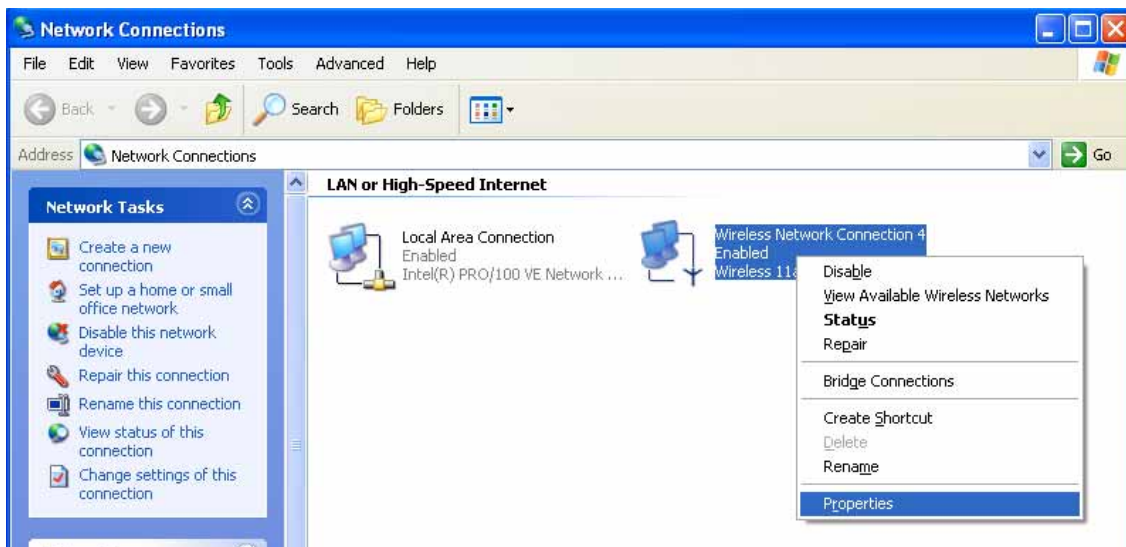 Network Connections
File Edit View Favorites Tools Advanced Help
Back Search Folders
Address Network Connections Go
Network Tasks
Create a new
connection
Set up a home or small
office network
Disable this network
device
Repair this connection
Rename this connection
View status of this
connection
Change settings of this
connection
LAN or High-Speed Internet
Local Area Connection
Enabled
Intel(R) PRO/100 VE Network ...
Wireless Network Connection 4
Enabled
Wireless 11a
Disable
View Available Wireless Networks
Status
Repair
Bridge Connections
Create Shortcut
Delete
Rename
Properties